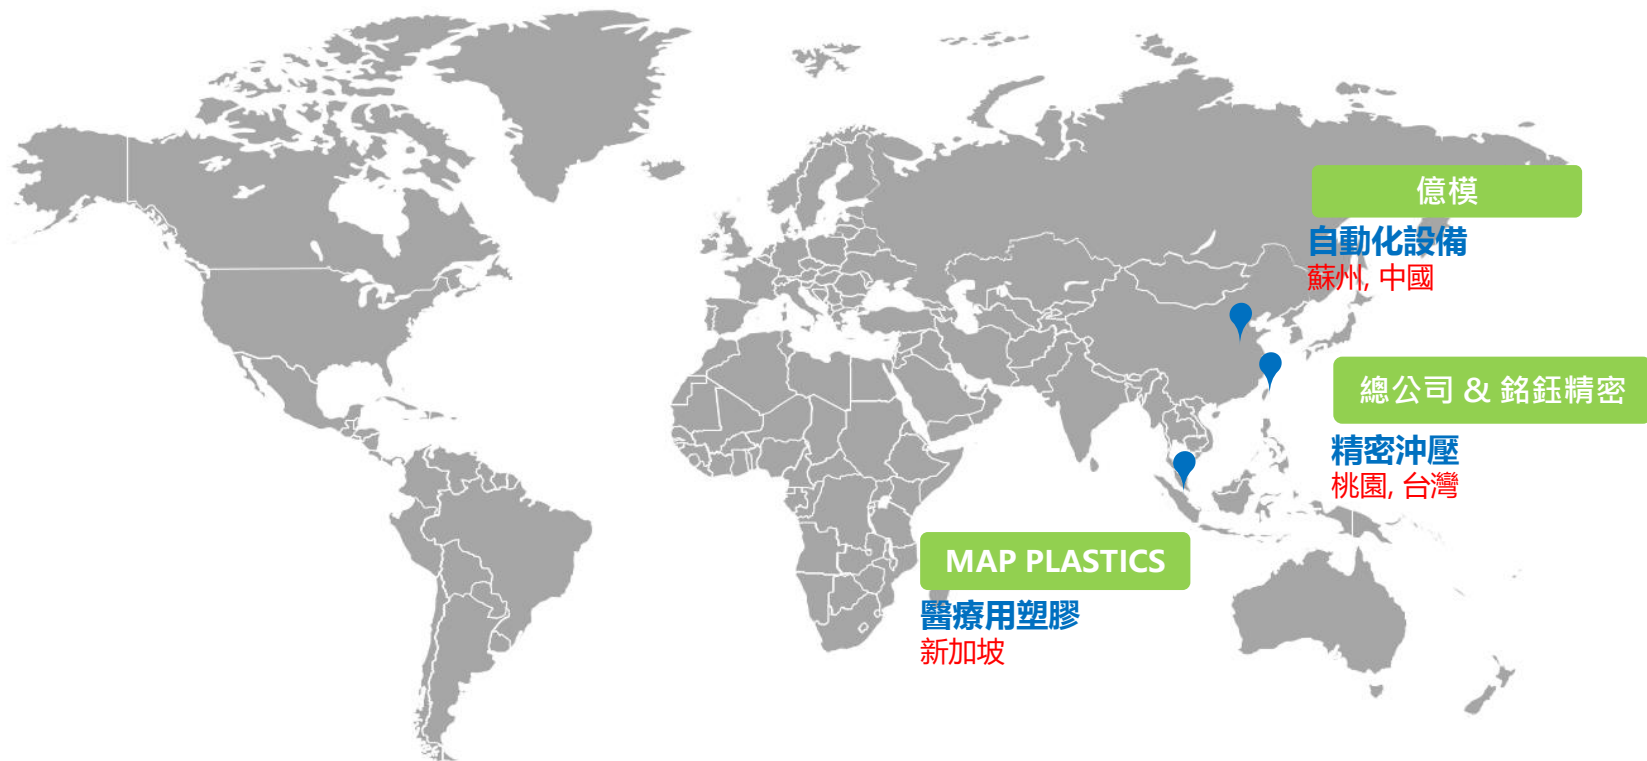 億模
自動化設備
蘇州, 中國
總公司 & 銘鈺精密
精密沖壓
桃園, 台灣
MAP PLASTICS
醫療用塑膠
新加坡